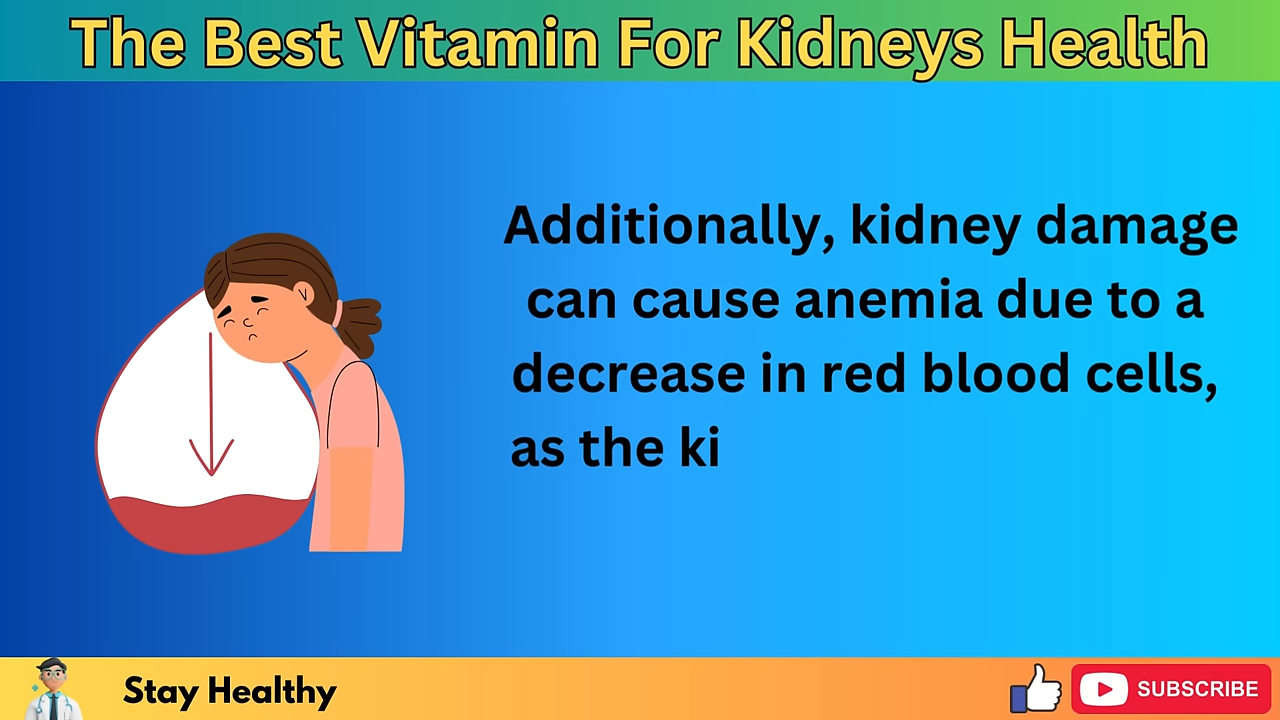 The Best Vitamin For Kidneys Health
Additionally, kidney damage
can cause anemia due to a
decrease in red blood cells,
as the ki
Stay Healthy
SUBSCRIBE